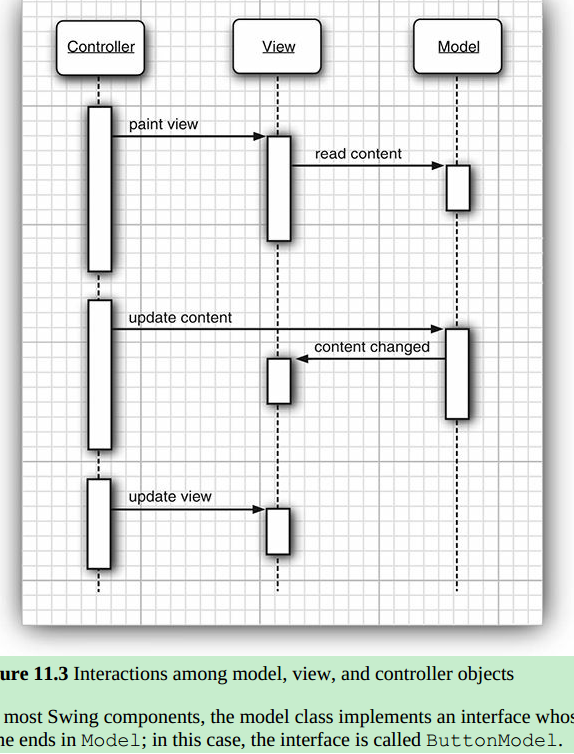 Controller
View
Model
paint view
read content
update content
content changed
update view
ure 11.3 Interactions among model, view, and controller objects
most Swing components, the model class implements an interface whos
ne ends in Model; in this case, the interface is called ButtonModel.